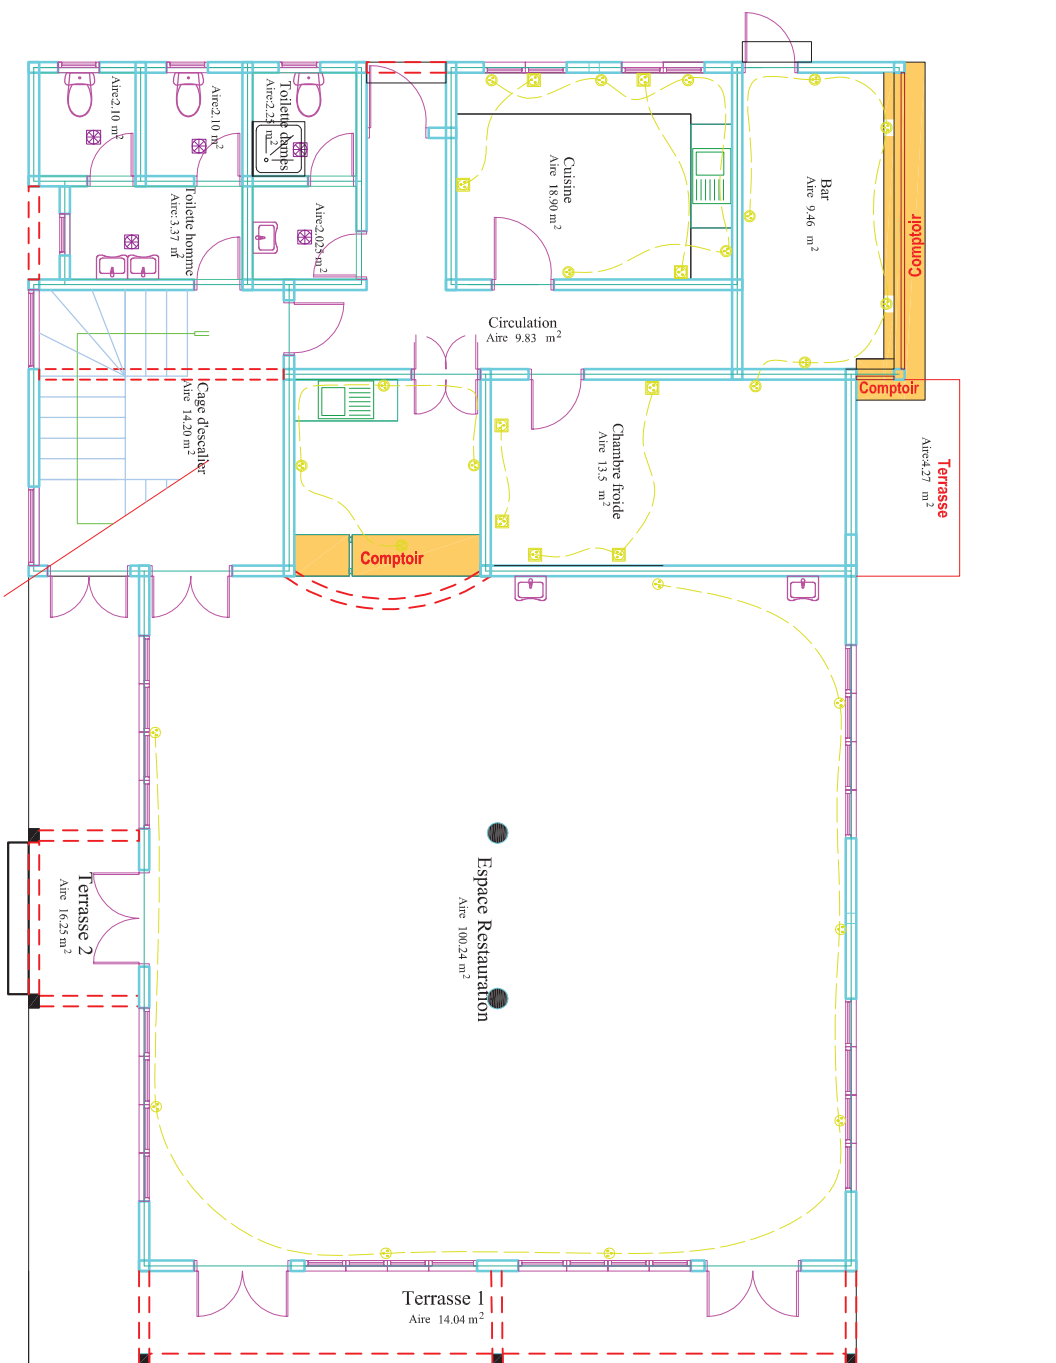 Aire:2.10 m²
Aire:2.10 m²
Toilette dames
Aire:2.25 m²
Toilette homme
Aire: 3.37 m²
Aire:2.025 m²
Cuisine
Aire 18.90 m²
Bar
Aire 9.46 m²
Comptoir
Circulation
Aire 9.83 m²
Comptoir
Cage d'escalier
Aire 14.20 m²
Chambre froide
Aire 13.5 m²
Terrasse
Aire:4.27 m²
Comptoir
Espace Restauration
Aire 100.24 m²
Terrasse 2
Aire 16.25 m²
Terrasse 1
Aire 14.04 m²